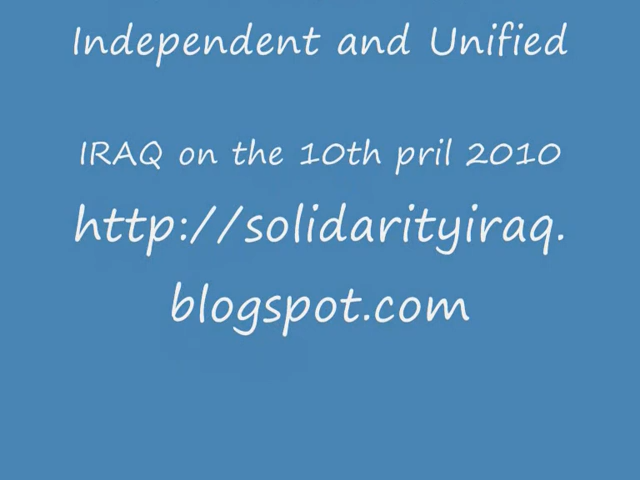 Independent and Unified
IRAQ on the 10th pril 2010
http://solidarityiraq.
blogspot.com